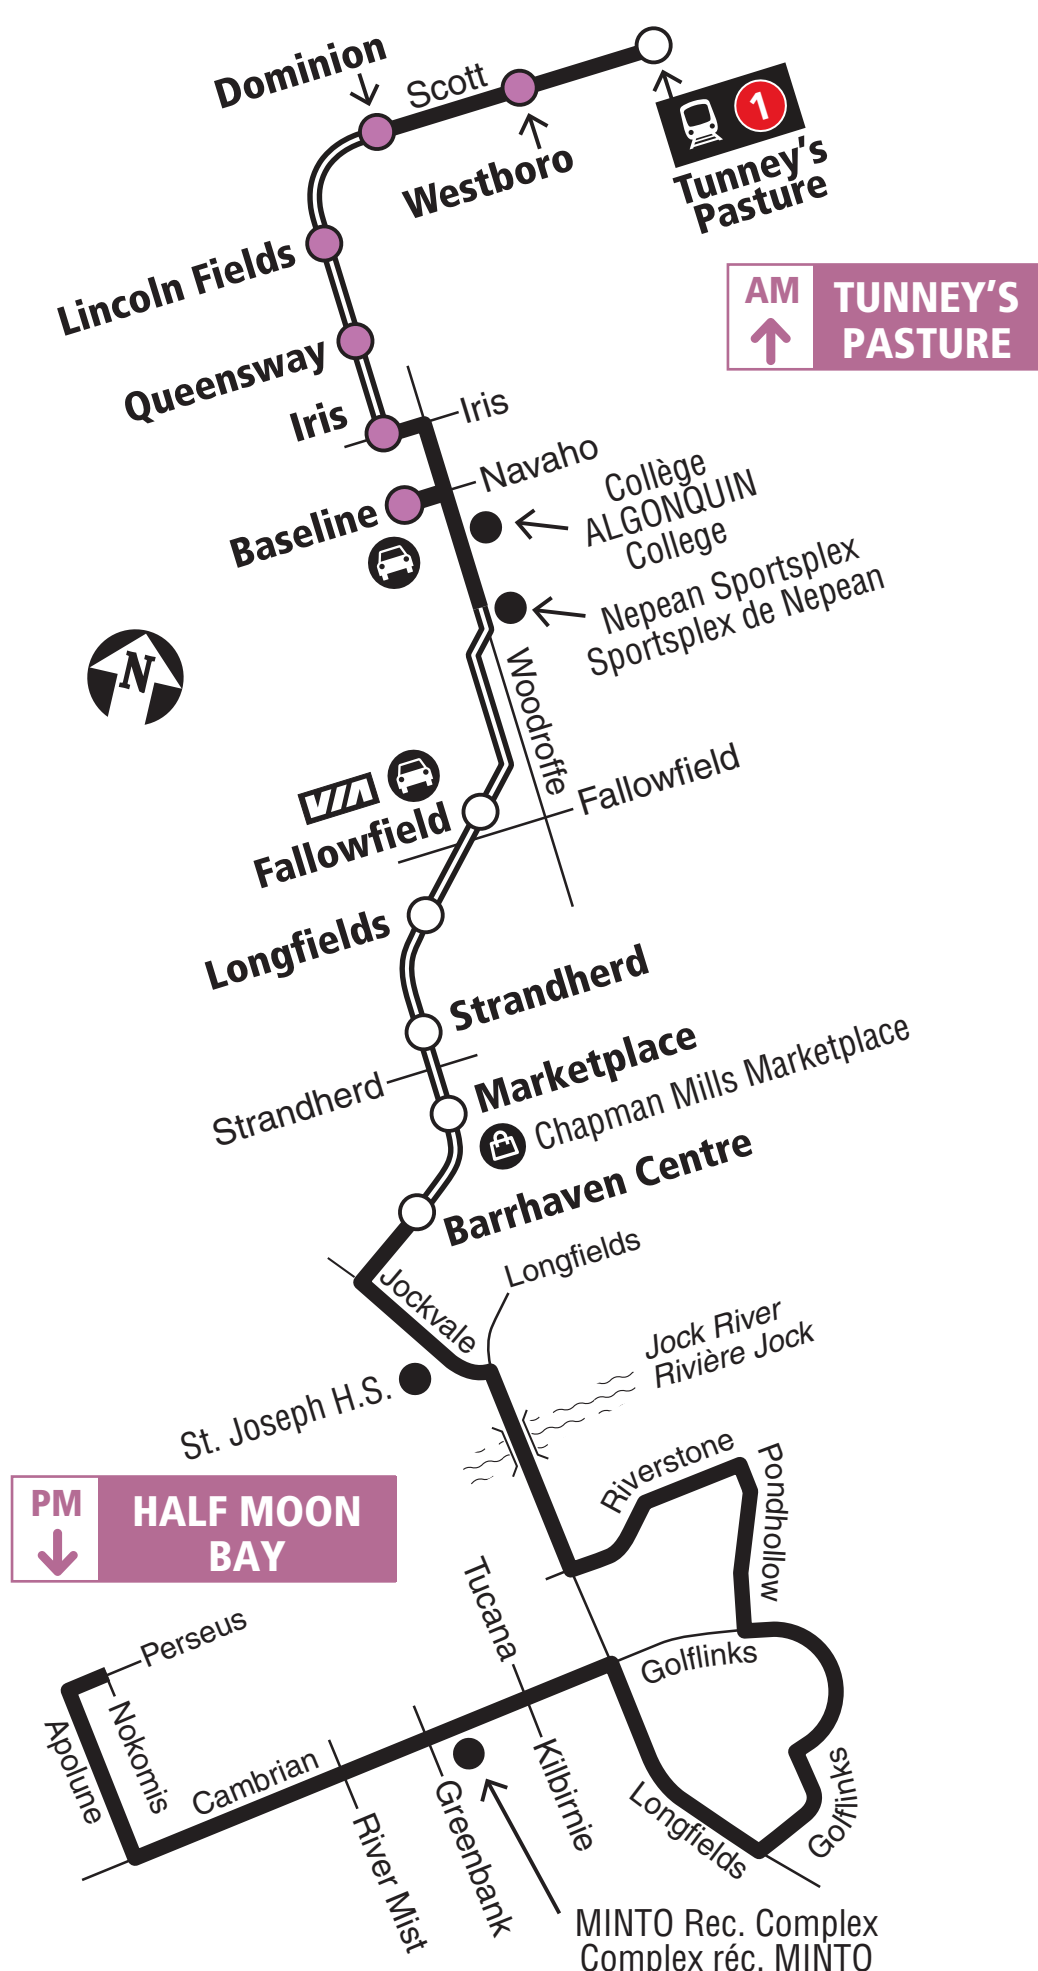 Dominion
Scott
Westboro
1
Tunney's
Pasture
AM
TUNNEY'S
PASTURE
Lincoln Fields
Queensway
Iris
Iris
Navaho
Baseline
Collège
ALGONQUIN
College
Nepean Sportsplex
Sportsplex de Nepean
N
Woodroffe
VIA
Fallowfield
Fallowfield
Longfields
Strandherd
Strandherd
Marketplace
Chapman Mills Marketplace
Barrhaven Centre
Longfields
Jockvale
Jock River
Rivière Jock
St. Joseph H.S.
PM
HALF MOON
BAY
Riverstone
Pondhollow
Tucana
Golflinks
Perseus
Nokomis
Apolune
Cambrian
River Mist
Greenbank
Kilbirnie
Longfields
Golflinks
MINTO Rec. Complex
Complex réc. MINTO